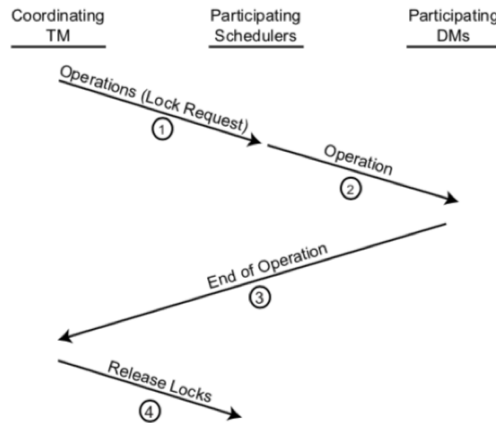 Coordinating Participating Participating
TM Schedulers DMs
Operations (Lock Request)
1
Operation
2
End of Operation
3
Release Locks
4